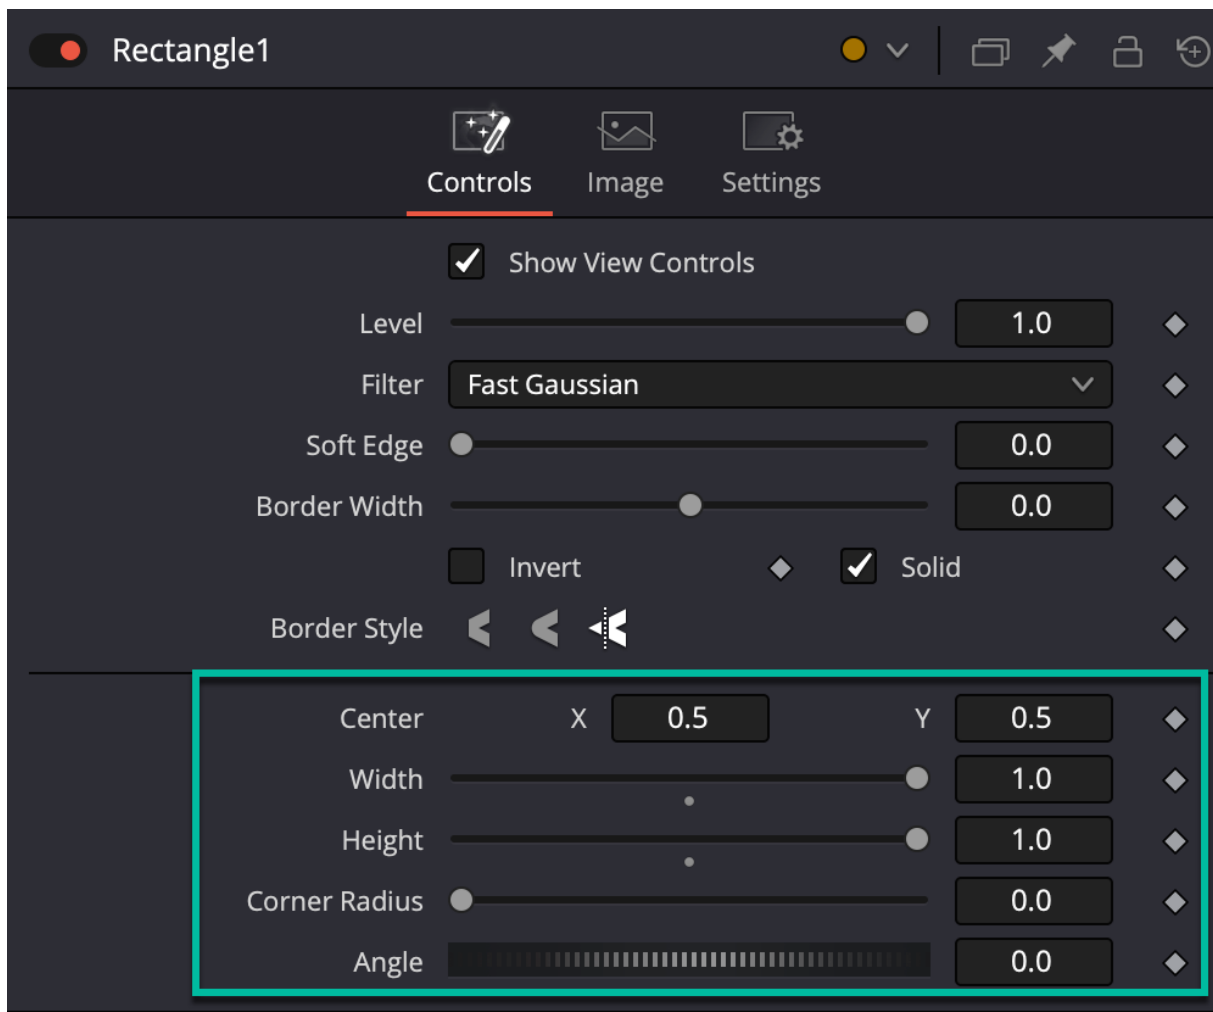 Rectangle1
Controls Image Settings
Show View Controls
Level 1.0
Filter Fast Gaussian
Soft Edge 0.0
Border Width 0.0
Invert Solid
Border Style
Center X 0.5 Y 0.5
Width 1.0
Height 1.0
Corner Radius 0.0
Angle 0.0